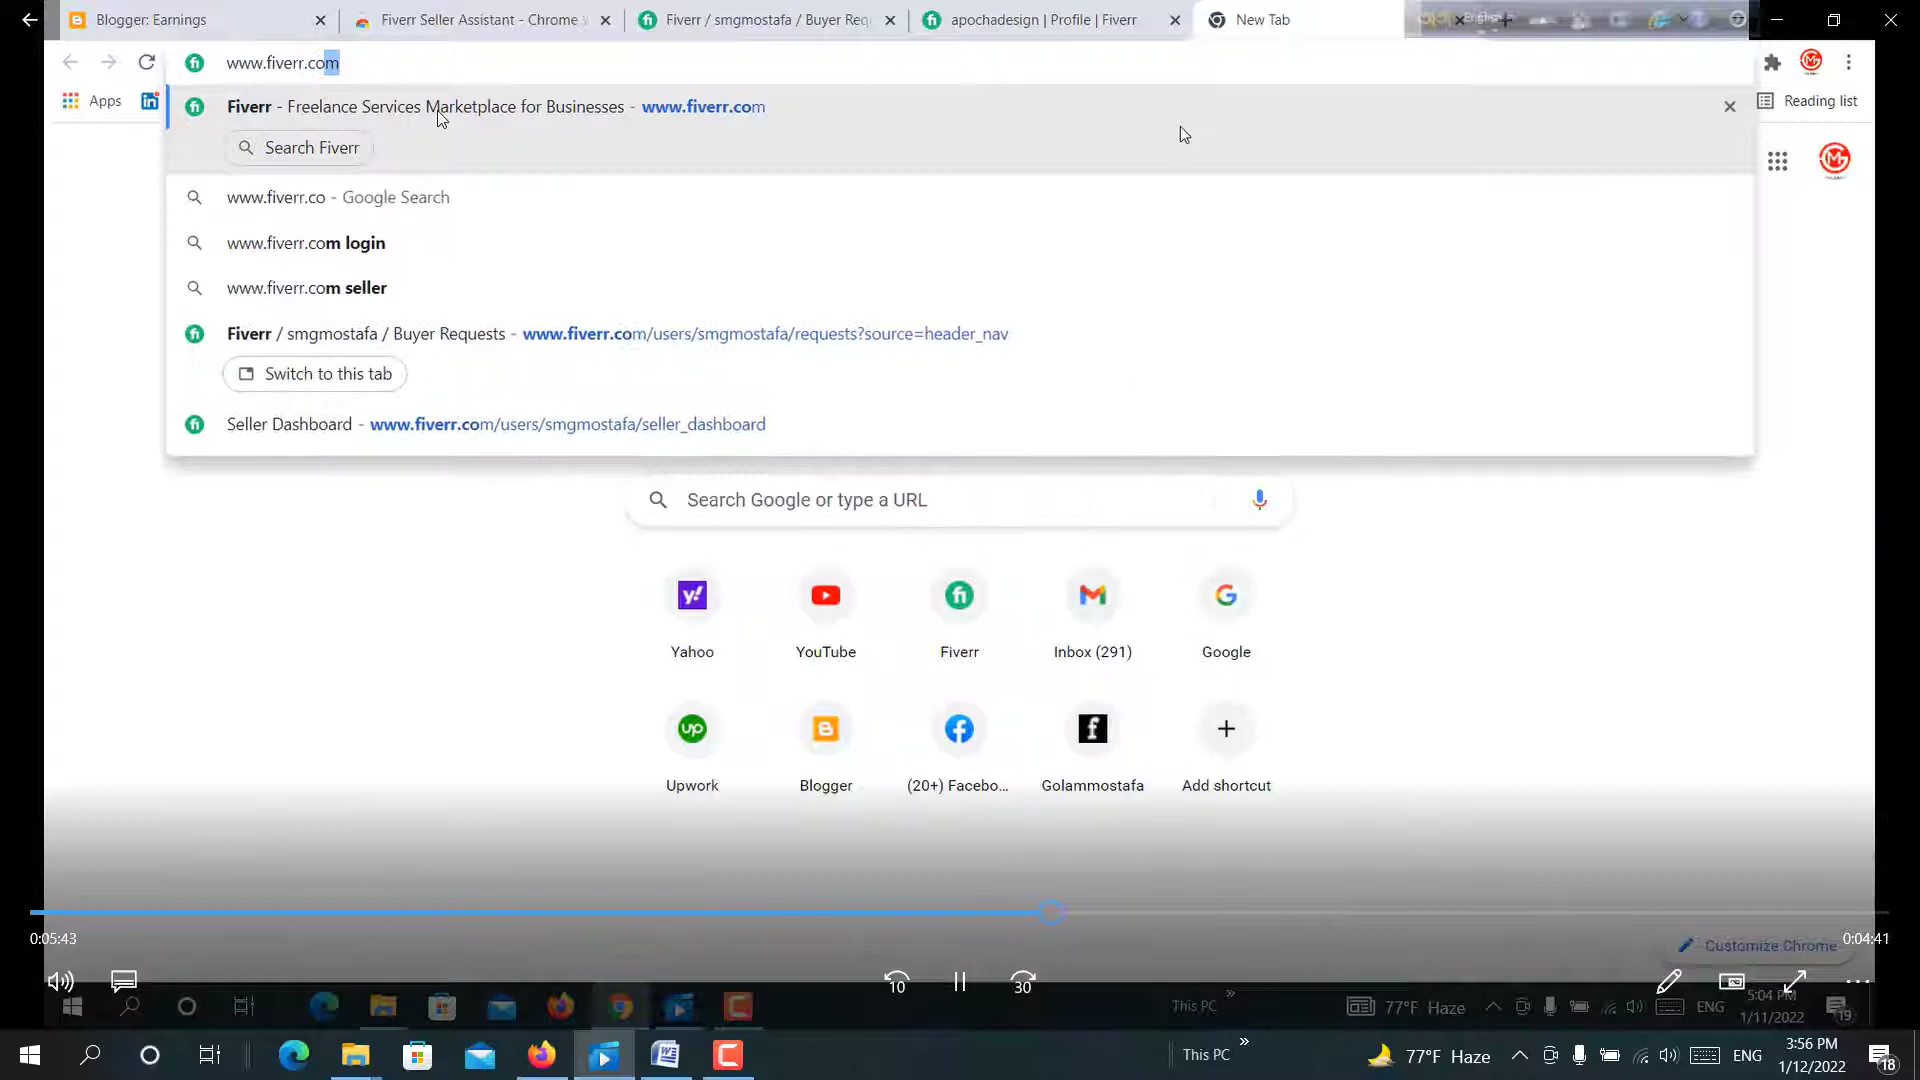 Blogger: Earnings
Fiverr Seller Assistant - Chrome
Fiverr / smgmostafa / Buyer Req
apochadesign | Profile | Fiverr
New Tab
www.fiverr.com
Apps
Fiverr - Freelance Services Marketplace for Businesses - www.fiverr.com
Reading list
Search Fiverr
www.fiverr.co - Google Search
www.fiverr.com login
www.fiverr.com seller
Fiverr / smgmostafa / Buyer Requests - www.fiverr.com/users/smgmostafa/requests?source=header_nav
Switch to this tab
Seller Dashboard - www.fiverr.com/users/smgmostafa/seller_dashboard
Search Google or type a URL
Yahoo
YouTube
Fiverr
Inbox (291)
Google
Upwork
Blogger
(20+) Facebo...
Golammostafa
Add shortcut
0:05:43
0:04:41
Customize Chrome
10
30
This PC
77°F Haze
ENG
5:04 PM
1/11/2022
19
This PC
77°F Haze
ENG
3:56 PM
1/12/2022
18